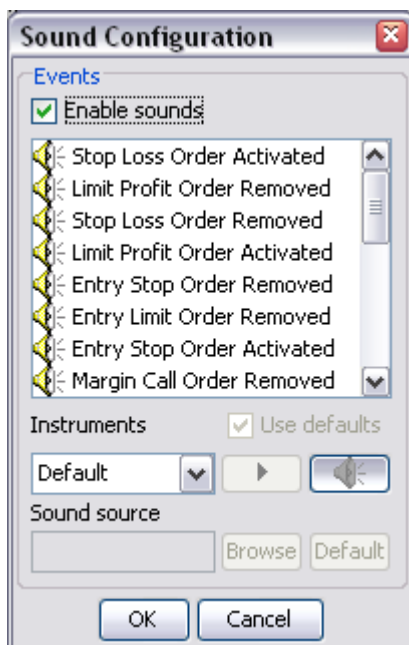 Sound Configuration
Events
Enable sounds
Stop Loss Order Activated
Limit Profit Order Removed
Stop Loss Order Removed
Limit Profit Order Activated
Entry Stop Order Removed
Entry Limit Order Removed
Entry Stop Order Activated
Margin Call Order Removed
Instruments Use defaults
Default
Sound source
Browse Default
OK Cancel